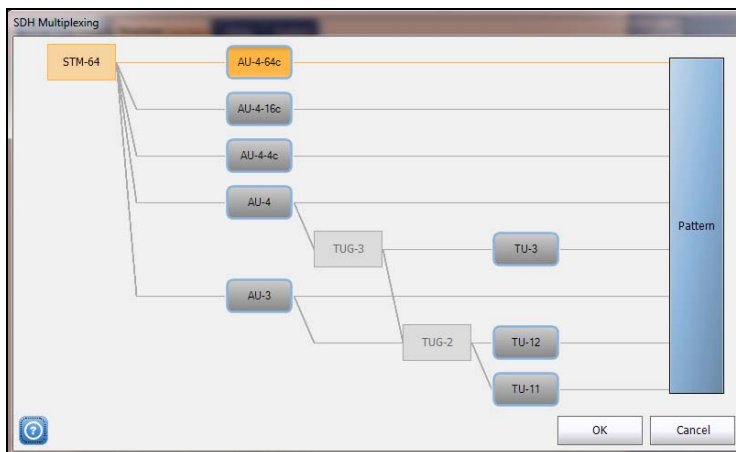 SDH Multiplexing
STM-64
AU-4-64c
AU-4-16c
AU-4-4c
AU-4
Pattern
TUG-3
TU-3
AU-3
TUG-2
TU-12
TU-11
?
OK
Cancel